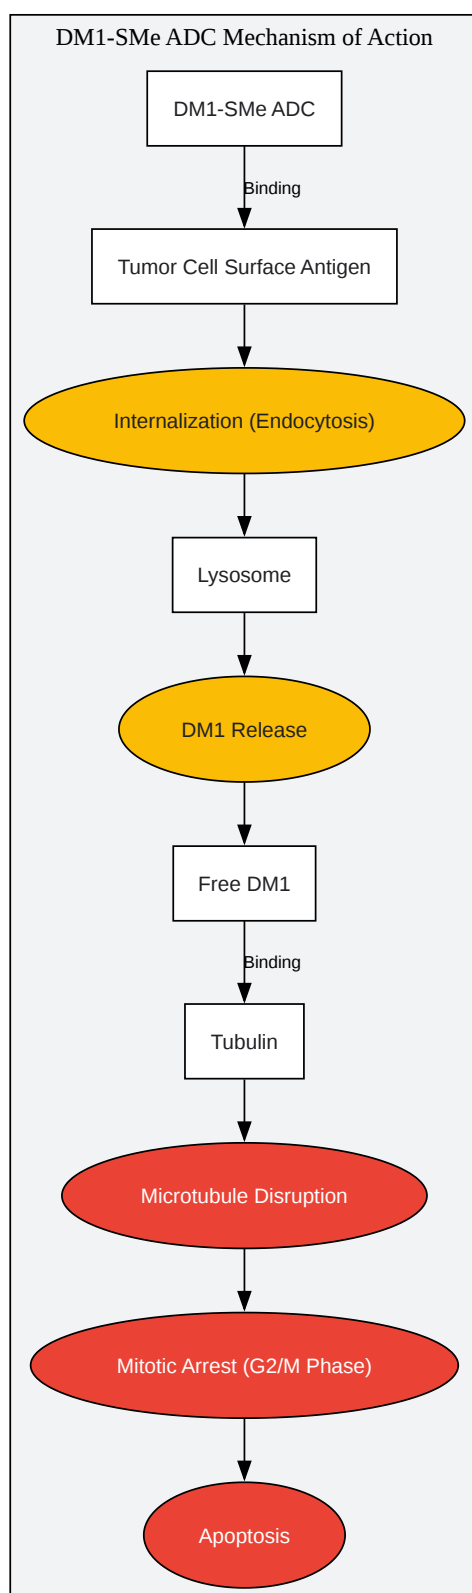 DM1-SMe ADC Mechanism of Action
DM1-SMe ADC
Binding
Tumor Cell Surface Antigen
Internalization (Endocytosis)
Lysosome
DM1 Release
Free DM1
Binding
Tubulin
Microtubule Disruption
Mitotic Arrest (G2/M Phase)
Apoptosis